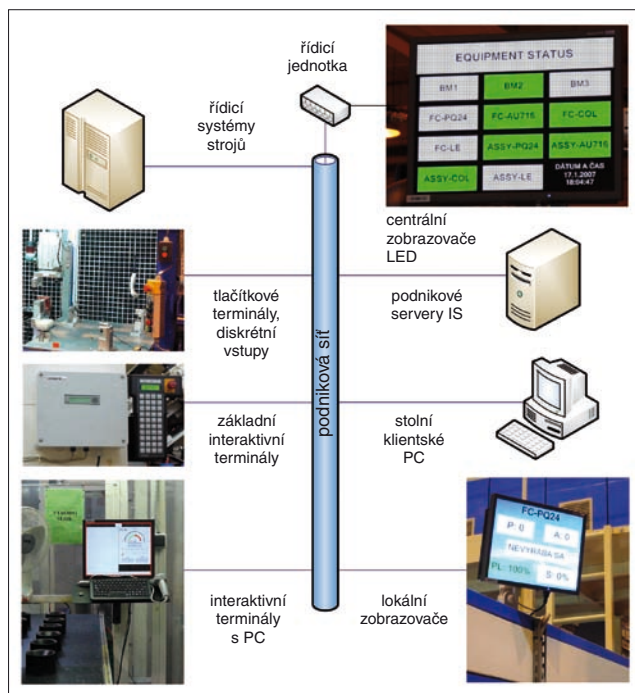 řídicí
jednotka
EQUIPMENT STATUS
BM1
BM2
BM3
FC-PQ24
FC-AU716
FC-COL
FC-LE
ASSY-PQ24
ASSY-AU716
ASSY-COL
ASSY-LE
DÁTUM A ČAS
17.1.2007
18:04:47
řídicí
systémy
strojů
centrální
zobrazovače
LED
tlačítkové
terminály,
diskrétní
vstupy
podnikové
servery IS
podniková síť
základní
interaktivní
terminály
stolní
klientské
PC
FC-PQ24
P: 0
A: 0
NEVYRÁBA SA
PL: 100%
S: 0%
interaktivní
terminály
s PC
lokální
zobrazovače